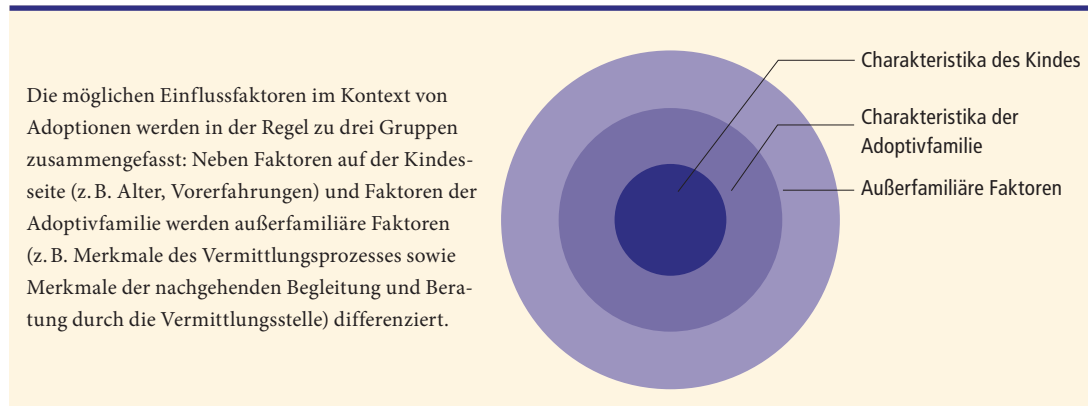 Die möglichen Einflussfaktoren im Kontext von
Adoptionen werden in der Regel zu drei Gruppen
zusammengefasst: Neben Faktoren auf der Kindes-
seite (z. B. Alter, Vorerfahrungen) und Faktoren der
Adoptivfamilie werden außerfamiliäre Faktoren
(z. B. Merkmale des Vermittlungsprozesses sowie
Merkmale der nachgehenden Begleitung und Bera-
tung durch die Vermittlungsstelle) differenziert.
Charakteristika des Kindes
Charakteristika der
Adoptivfamilie
Außerfamiliäre Faktoren